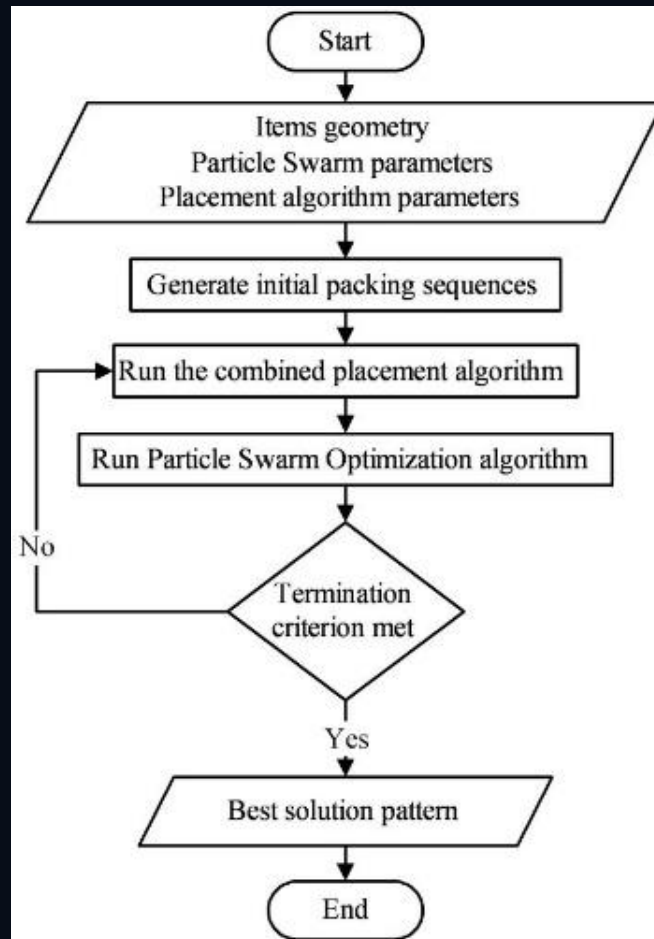 Start
Items geometry
Particle Swarm parameters
Placement algorithm parameters
Generate initial packing sequences
Run the combined placement algorithm
Run Particle Swarm Optimization algorithm
No
Termination
criterion met
Yes
Best solution pattern
End